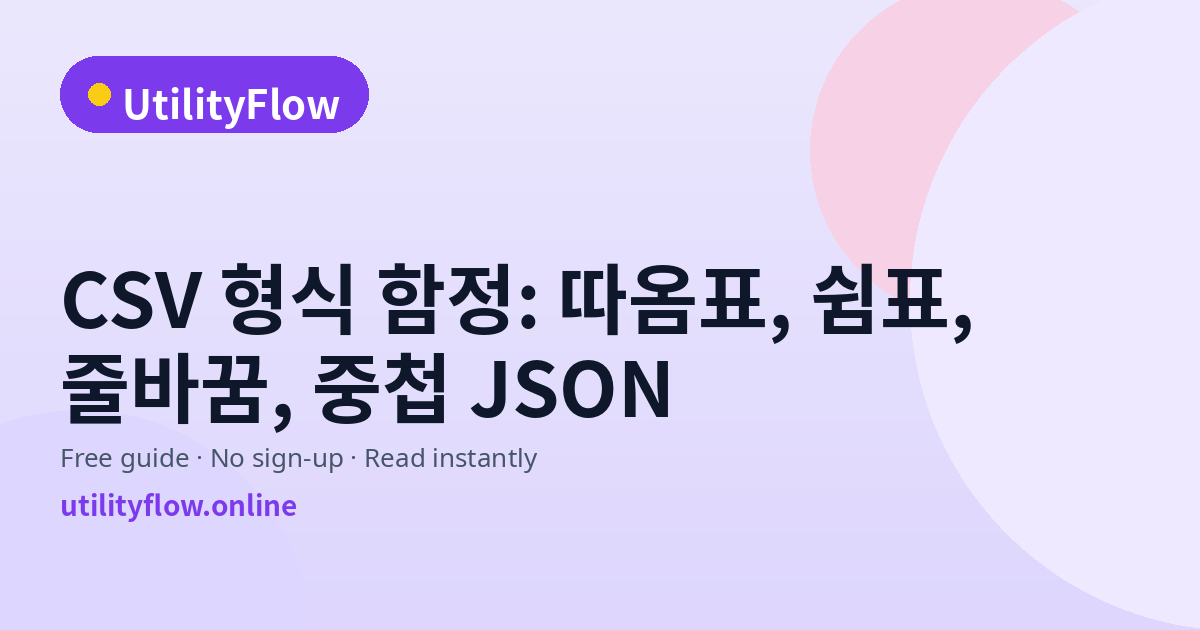 UtilityFlow
CSV 형식 함정: 따옴표, 쉼표,
줄바꿈, 중첩 JSON
Free guide · No sign-up · Read instantly
utilityflow.online